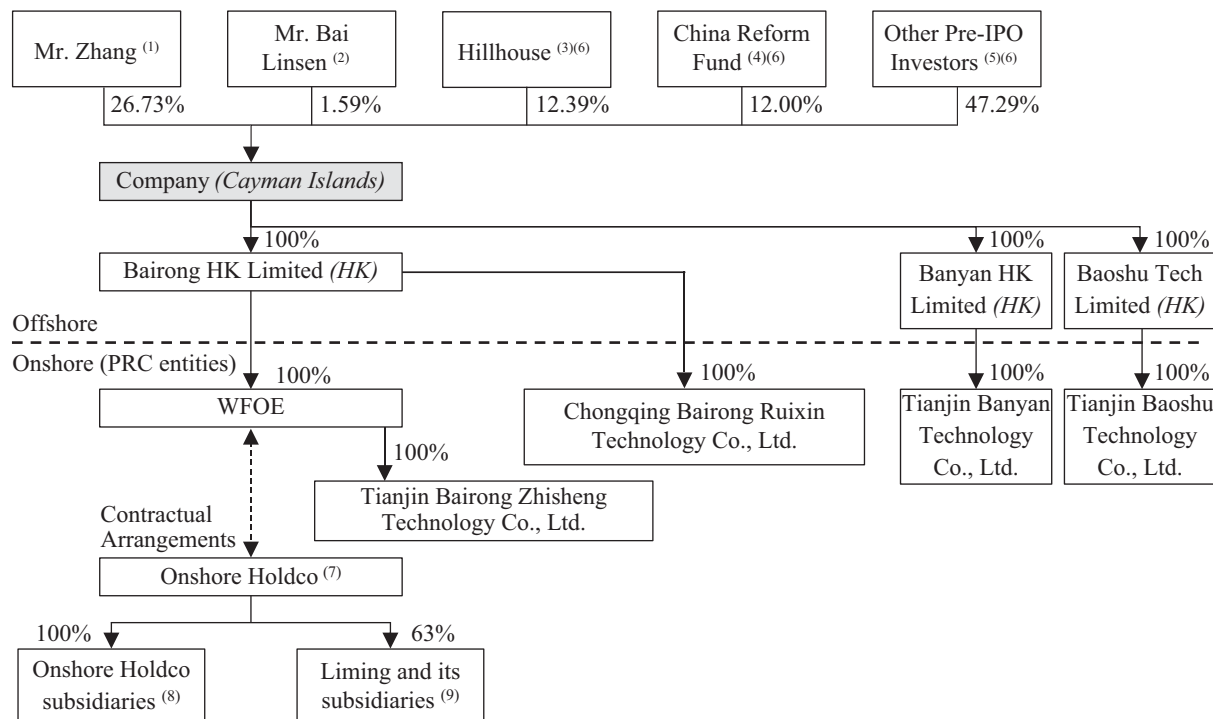 Mr. Zhang (1)
Mr. Bai
Linsen (2)
Hillhouse (3)(6)
China Reform
Fund (4)(6)
Other Pre-IPO
Investors (5)(6)
26.73%
1.59%
12.39%
12.00%
47.29%
Company (Cayman Islands)
100%
100%
100%
Bairong HK Limited (HK)
Banyan HK
Limited (HK)
Baoshu Tech
Limited (HK)
Offshore
Onshore (PRC entities)
100%
100%
100%
100%
WFOE
Chongqing Bairong Ruixin
Technology Co., Ltd.
Tianjin Banyan
Technology
Co., Ltd.
Tianjin Baoshu
Technology
Co., Ltd.
100%
Tianjin Bairong Zhisheng
Technology Co., Ltd.
Contractual
Arrangements
Onshore Holdco (7)
100%
63%
Onshore Holdco
subsidiaries (8)
Liming and its
subsidiaries (9)